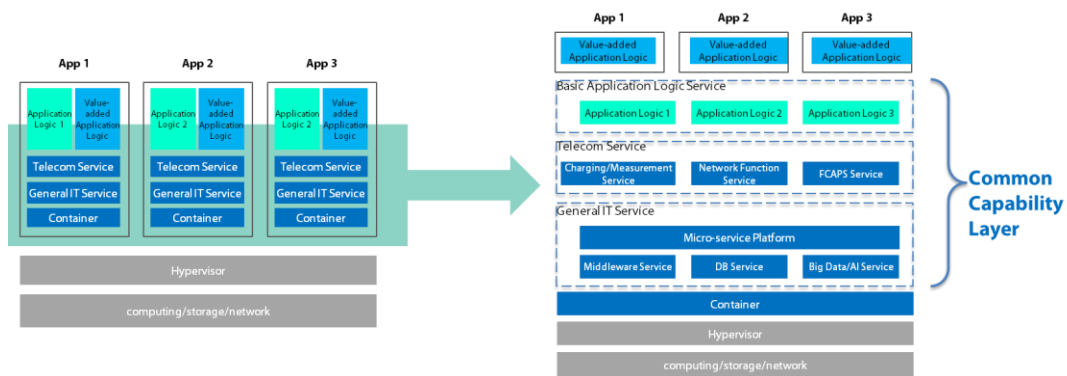 App 1
App 2
App 3
Application
Logic 1
Value-
added
Application
Logic
Application
Logic 2
Value-
added
Application
Logic
Application
Logic 2
Value-
added
Application
Logic
Telecom Service
Telecom Service
Telecom Service
General IT Service
General IT Service
General IT Service
Container
Container
Container
Hypervisor
computing/storage/network
App 1
App 2
App 3
Value-added
Application Logic
Value-added
Application Logic
Value-added
Application Logic
Basic Application Logic Service
Application Logic 1
Application Logic 2
Application Logic 3
Telecom Service
Charging/Measurement
Service
Network Function
Service
FCAPS Service
General IT Service
Micro-service Platform
Middleware Service
DB Service
Big Data/AI Service
Container
Hypervisor
computing/storage/network
Common
Capability
Layer